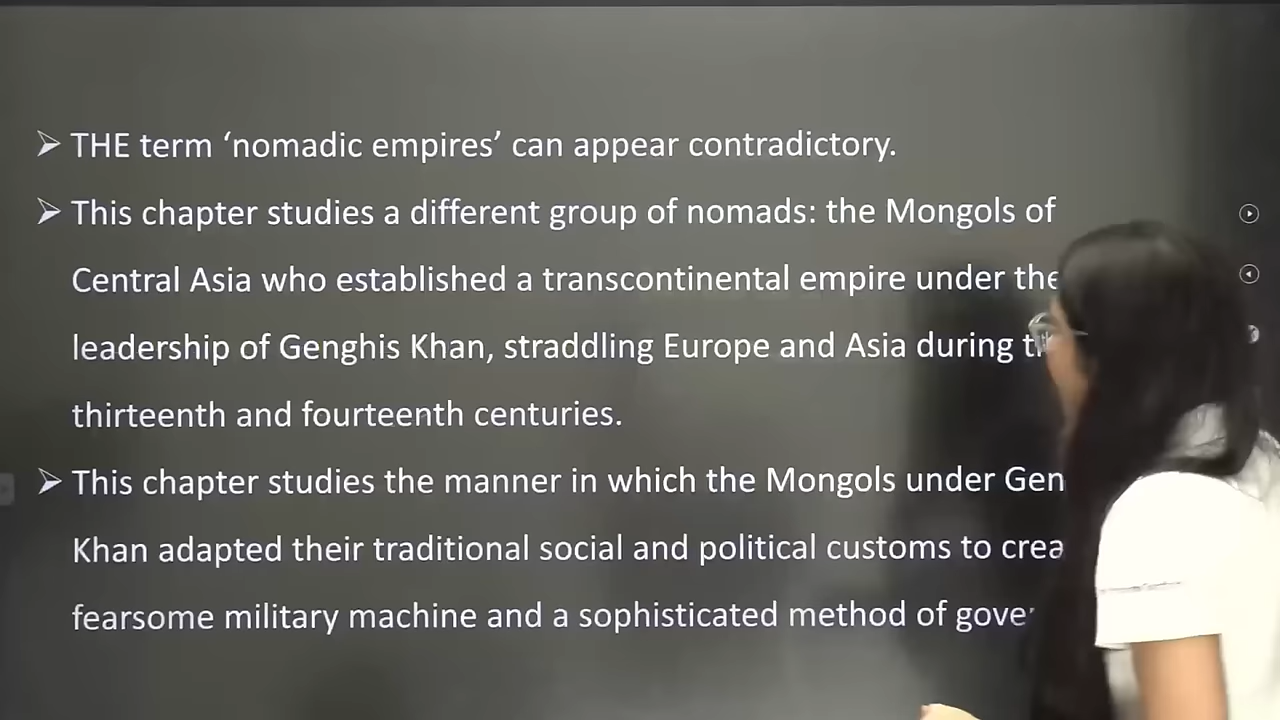 ➢ THE term ‘nomadic empires’ can appear contradictory.
➢ This chapter studies a different group of nomads: the Mongols of
Central Asia who established a transcontinental empire under the
leadership of Genghis Khan, straddling Europe and Asia during
thirteenth and fourteenth centuries.
➢ This chapter studies the manner in which the Mongols under
Khan adapted their traditional social and political customs to
fearsome military machine and a sophisticated method of